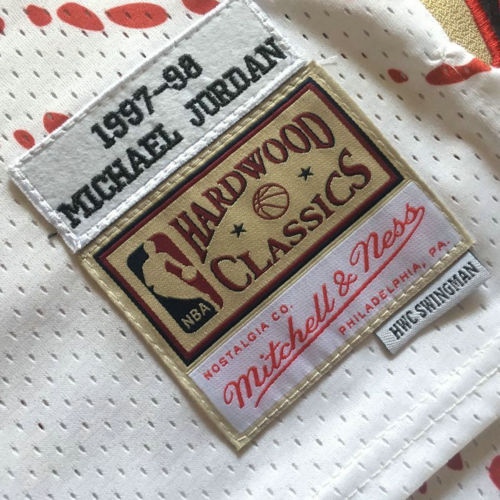 1997-98
MICHAEL JORDAN
HARDWOOD
CLASSICS
NBA
NOSTALGIA CO.
Mitchell & Ness
PHILADELPHIA, PA.
HWC SWINGMAN